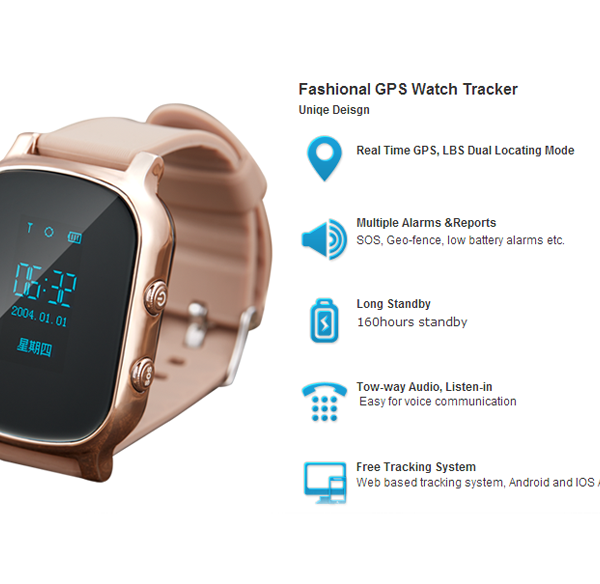 Fashional GPS Watch Tracker
Uniqe Deisgn
Real Time GPS, LBS Dual Locating Mode
Multiple Alarms &Reports
SOS, Geo-fence, low battery alarms etc.
Long Standby
160hours standby
Tow-way Audio, Listen-in
Easy for voice communication
Free Tracking System
Web based tracking system, Android and IOS A
06:32
2004.01.01
星期四